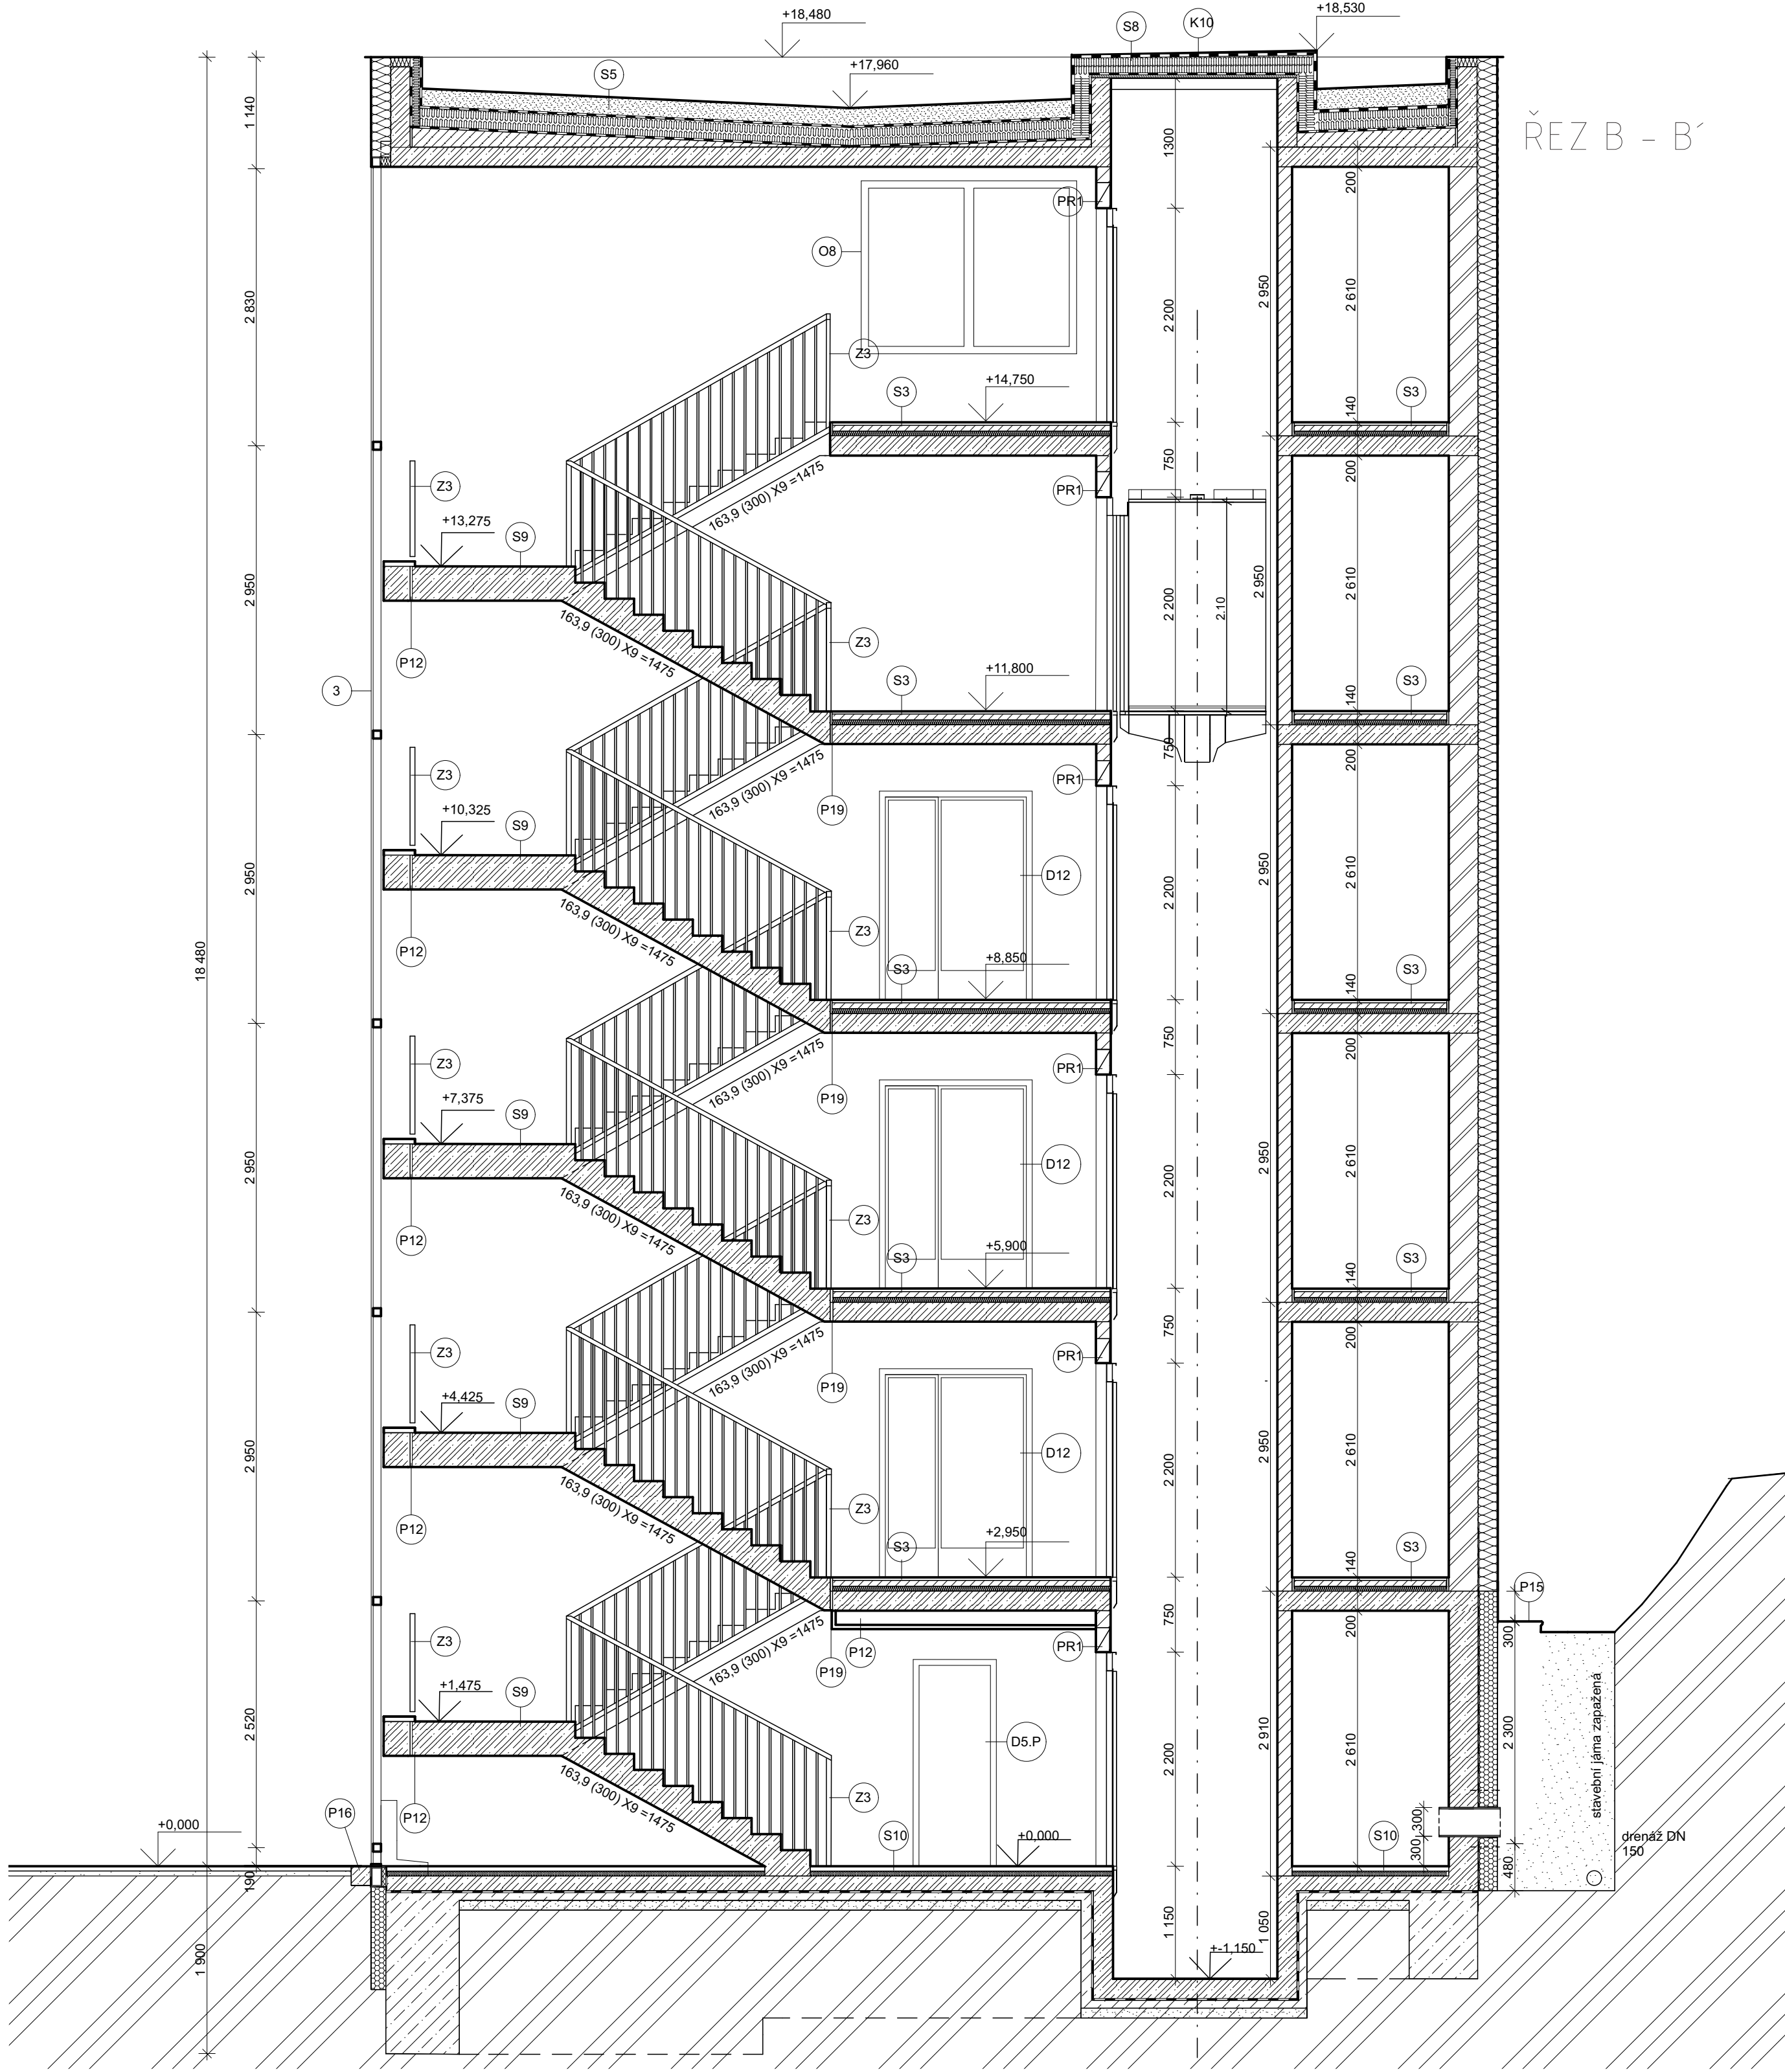 +18,480
S8
K10
+18,530
S5
+17,960
ŘEZ B - B´
1 140
1300
200
PR1
O8
2 830
2 200
2 950
2 610
Z3
+14,750
S3
S3
140
750
200
163,9 (300) X9 =1475
PR1
Z3
+13,275
S9
2 950
2 200
2.10
2 950
2 610
163,9 (300) X9 =1475
Z3
P12
+11,800
S3
S3
3
140
750
200
163,9 (300) X9 =1475
Z3
PR1
P19
+10,325
S9
D12
2 950
2 200
2 950
2 610
163,9 (300) X9 =1475
Z3
P12
+8,850
S3
S3
18 480
140
750
200
163,9 (300) X9 =1475
Z3
PR1
P19
+7,375
S9
D12
2 950
2 200
2 950
2 610
163,9 (300) X9 =1475
Z3
P12
+5,900
S3
S3
140
750
200
163,9 (300) X9 =1475
Z3
PR1
P19
+4,425
S9
D12
2 950
2 200
2 950
2 610
163,9 (300) X9 =1475
Z3
P12
+2,950
S3
S3
140
P15
750
200
300
163,9 (300) X9 =1475
Z3
P12
PR1
P19
+1,475
S9
2 520
D5.P
2 200
2 910
2 610
2 300
stavební jáma zapažená
163,9 (300) X9 =1475
Z3
P16
P12
+0,000
S10
+0,000
S10
300
300
drenáž DN
150
480
190
1 150
1 050
+-1,150
1 900